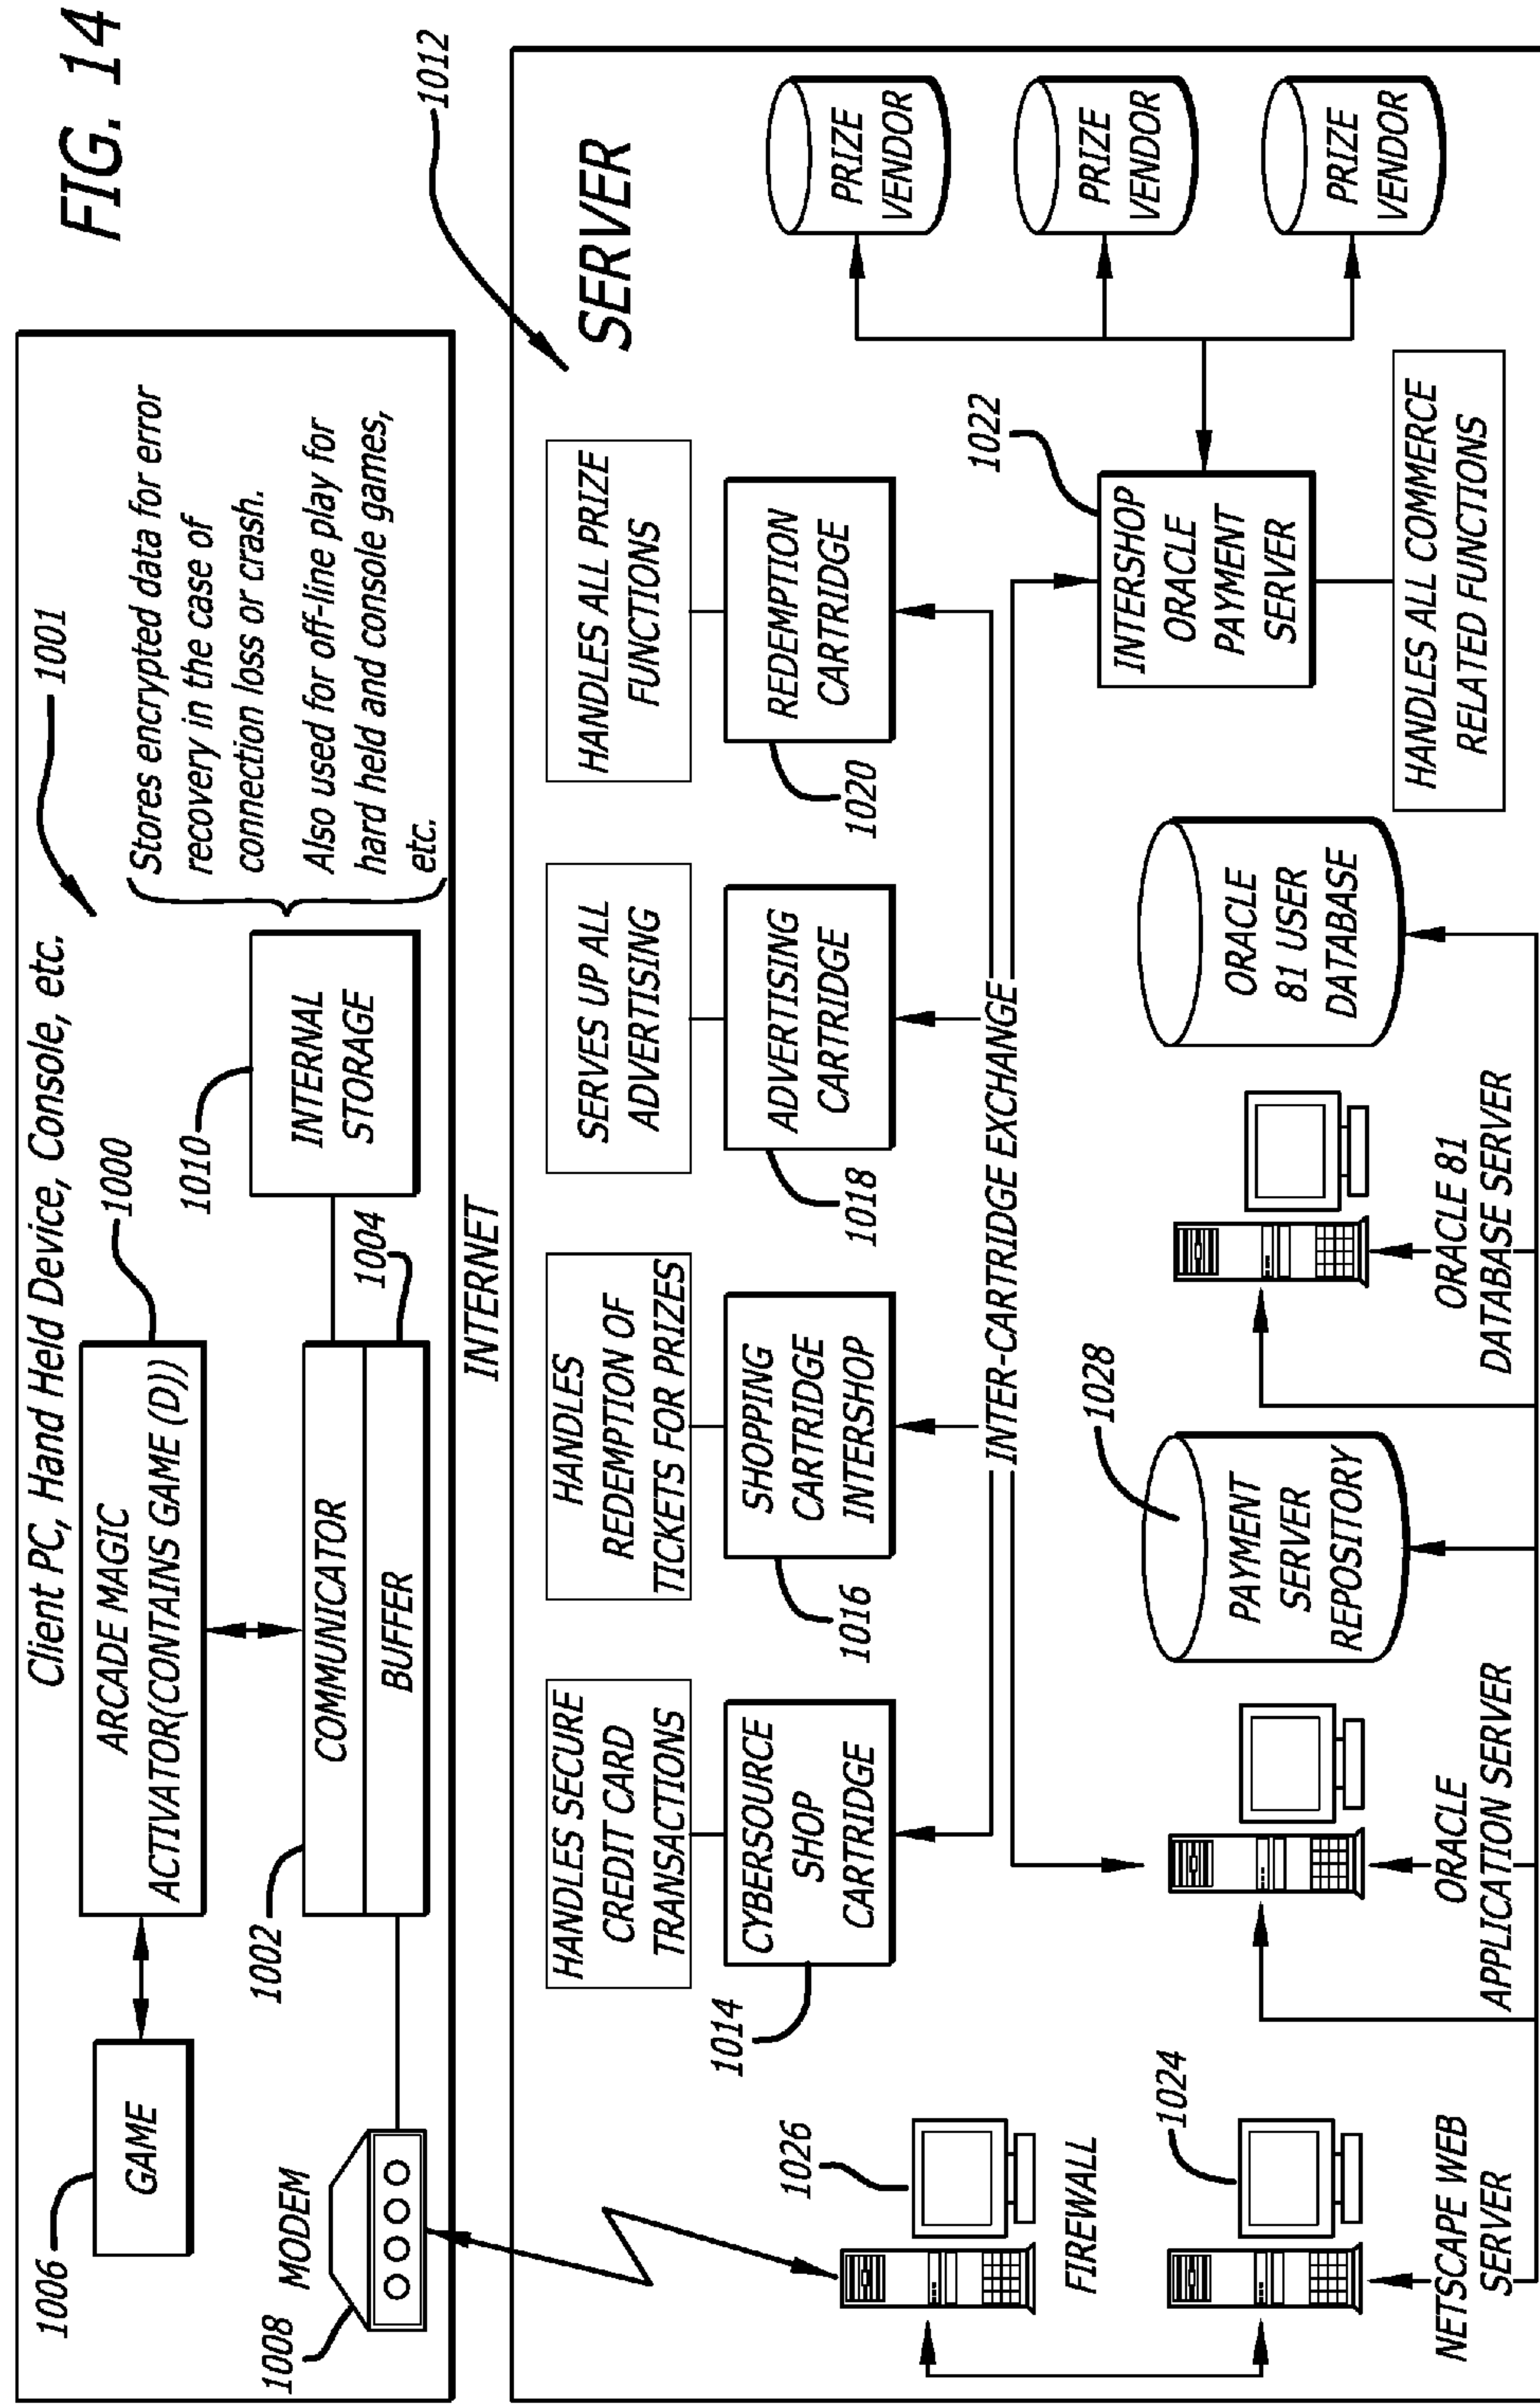 FIG. 14
Client PC, Hand Held Device, Console, etc.
1001
1006
GAME
ARCADE MAGIC
ACTIVATOR(CONTAINS GAME (D))
1000
1002
COMMUNICATOR
BUFFER
1004
1010
INTERNAL
STORAGE
Stores encrypted data for error
recovery in the case of
connection loss or crash.
Also used for off-line play for
hard held and console games,
etc.
1008
MODEM
INTERNET
1012
SERVER
HANDLES SECURE
CREDIT CARD
TRANSACTIONS
HANDLES
REDEMPTION OF
TICKETS FOR PRIZES
SERVES UP ALL
ADVERTISING
HANDLES ALL PRIZE
FUNCTIONS
1014
CYBERSOURCE
SHOP
CARTRIDGE
1016
SHOPPING
CARTRIDGE
INTERSHOP
1018
ADVERTISING
CARTRIDGE
1020
REDEMPTION
CARTRIDGE
PRIZE
VENDOR
PRIZE
VENDOR
PRIZE
VENDOR
INTER-CARTRIDGE EXCHANGE
1026
FIREWALL
1022
INTERSHOP
ORACLE
PAYMENT
SERVER
HANDLES ALL COMMERCE
RELATED FUNCTIONS
1024
NETSCAPE WEB
SERVER
ORACLE
APPLICATION SERVER
1028
PAYMENT
SERVER
REPOSITORY
ORACLE 81
DATABASE SERVER
ORACLE
81 USER
DATABASE